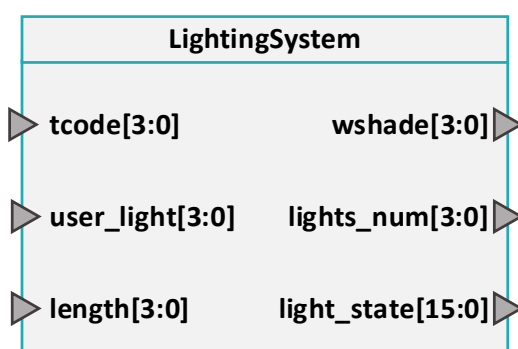 LightingSystem
tcode[3:0] wshade[3:0]
user_light[3:0] lights_num[3:0]
length[3:0] light_state[15:0]